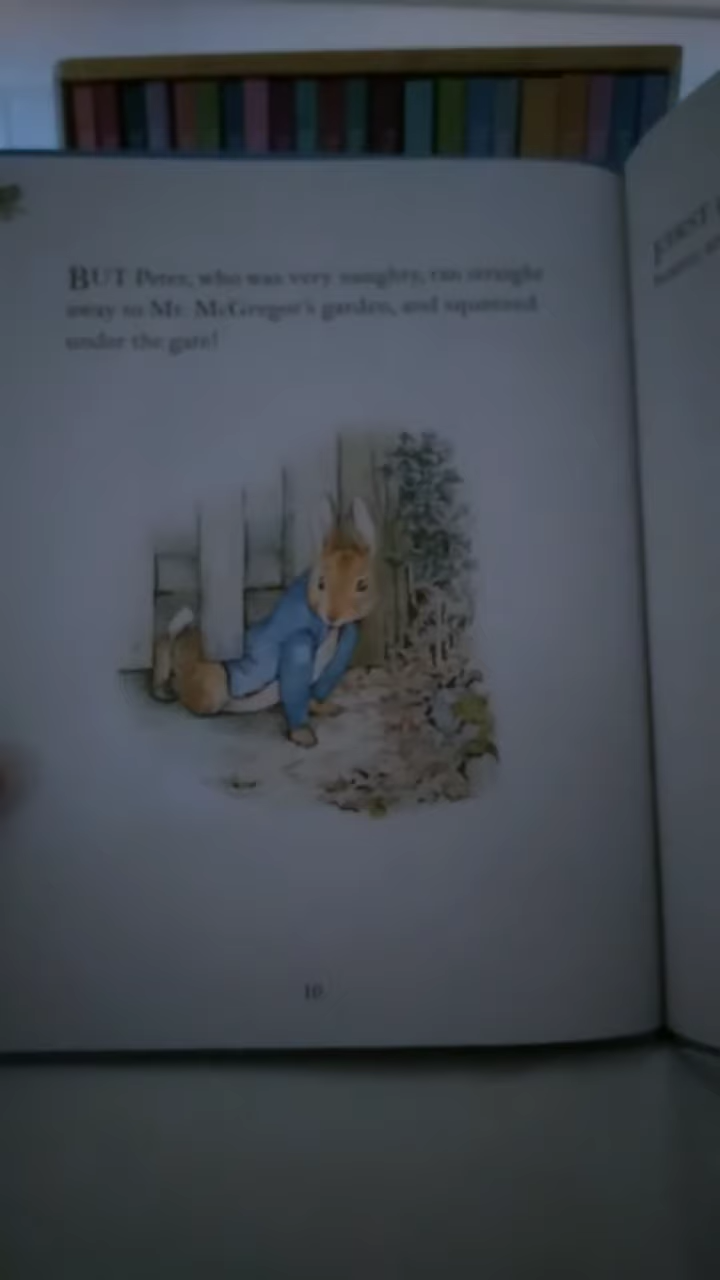 BUT Peter, who was very naughty, ran straight
away to Mr. McGregor's garden, and squeezed
under the gate!
10
FIRST